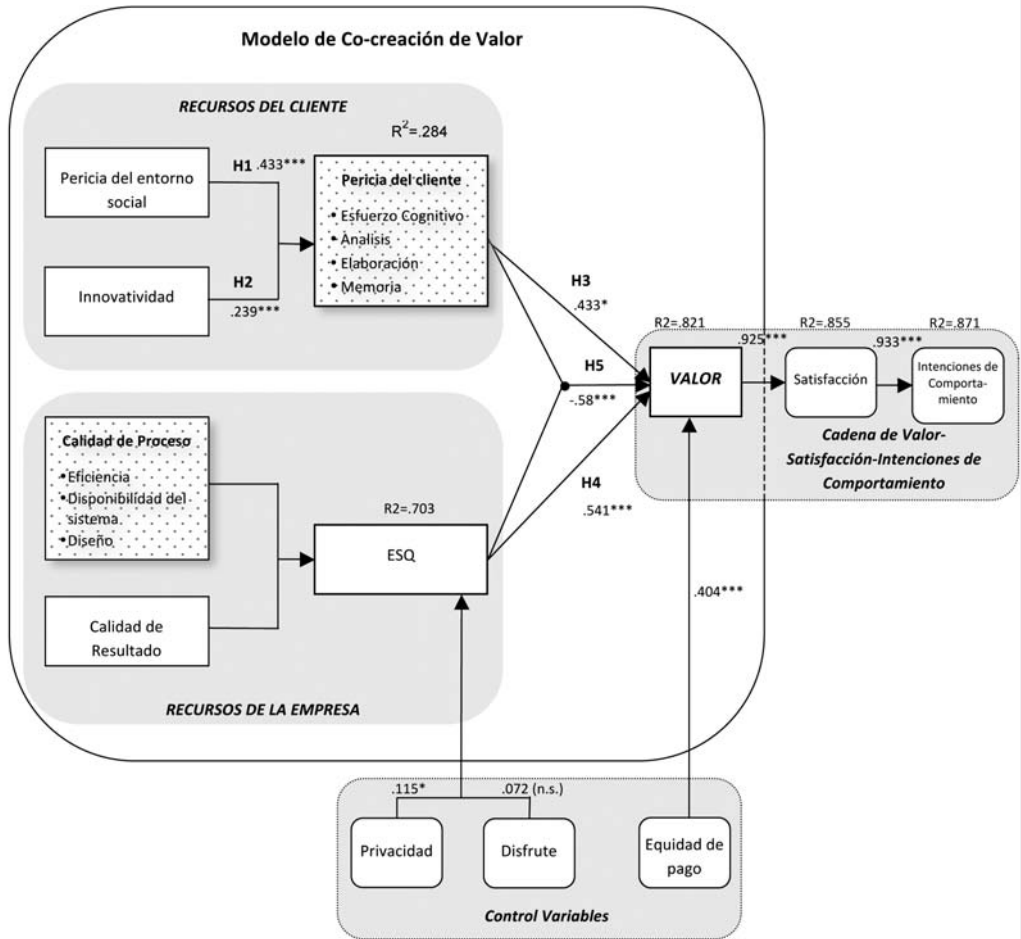 Modelo de Co-creación de Valor
RECURSOS DEL CLIENTE
R²=.284
Pericia del entorno
social
H1 .433***
Pericia del cliente
• Esfuerzo Cognitivo
• Analisis
• Elaboración
• Memoria
Innovatividad
H2
.239***
H3
.433*
H5
-.58***
H4
.541***
R2=.821
.925***
R2=.855
.933***
R2=.871
VALOR
Satisfacción
Intenciones de
Comporta-
miento
Cadena de Valor-
Satisfacción-Intenciones de
Comportamiento
Calidad de Proceso
• Eficiencia
• Disponibilidad del
sistema
• Diseño
R2=.703
ESQ
Calidad de
Resultado
RECURSOS DE LA EMPRESA
.404***
.115*
.072 (n.s.)
Privacidad
Disfrute
Equidad de
pago
Control Variables